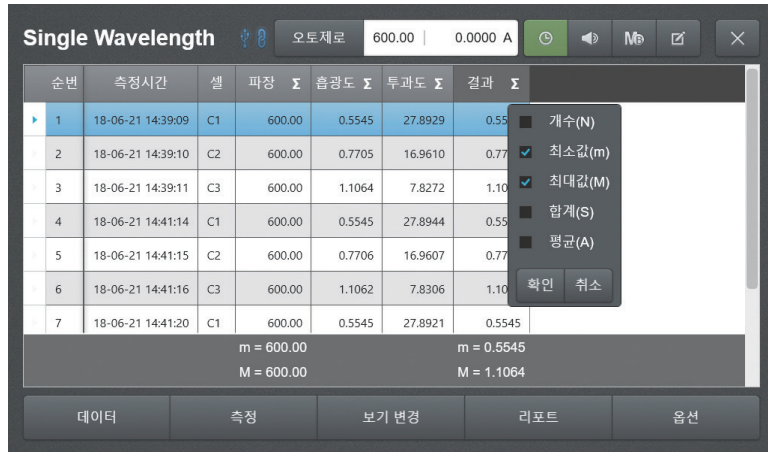 Single Wavelength 오토제로 600.00 | 0.0000 A MB
순번 측정시간 셀 파장 Σ 흡광도 Σ 투과도 Σ 결과 Σ
1 18-06-21 14:39:09 C1 600.00 0.5545 27.8929 0.55
2 18-06-21 14:39:10 C2 600.00 0.7705 16.9610 0.77
3 18-06-21 14:39:11 C3 600.00 1.1064 7.8272 1.10
4 18-06-21 14:41:14 C1 600.00 0.5545 27.8944 0.55
5 18-06-21 14:41:15 C2 600.00 0.7706 16.9607 0.77
6 18-06-21 14:41:16 C3 600.00 1.1062 7.8306 1.10
7 18-06-21 14:41:20 C1 600.00 0.5545 27.8921 0.5545
개수(N)
최소값(m)
최대값(M)
합계(S)
평균(A)
확인 취소
m = 600.00 m = 0.5545
M = 600.00 M = 1.1064
데이터 측정 보기 변경 리포트 옵션